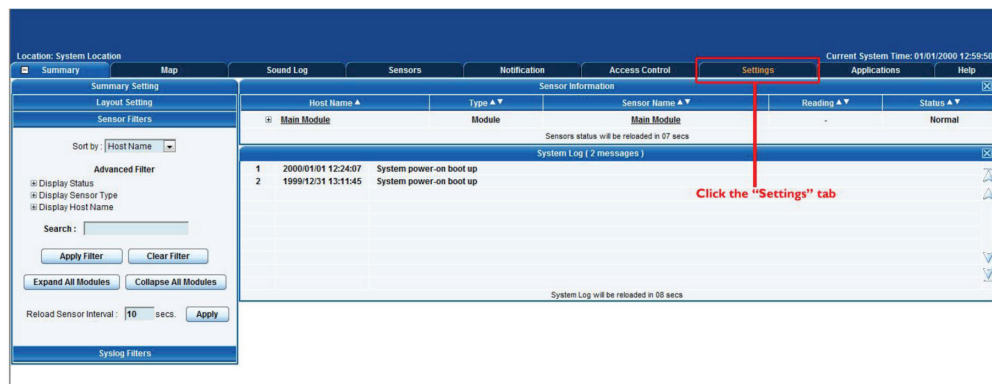 Location: System Location
Current System Time: 01/01/2000 12:59:50
Summary Map Sound Log Sensors Notification Access Control Settings Applications Help
Summary Setting
Layout Setting
Sensor Filters
Sort by : Host Name
Advanced Filter
Display Status
Display Sensor Type
Display Host Name
Search :
Apply Filter Clear Filter
Expand All Modules Collapse All Modules
Reload Sensor Interval : 10 secs. Apply
Syslog Filters
Sensor Information
Host Name Type Sensor Name Reading Status
Main Module Module Main Module - Normal
Sensors status will be reloaded in 07 secs
System Log ( 2 messages )
1 2000/01/01 12:24:07 System power-on boot up
2 1999/12/31 13:11:45 System power-on boot up
Click the “Settings” tab
System Log will be reloaded in 08 secs